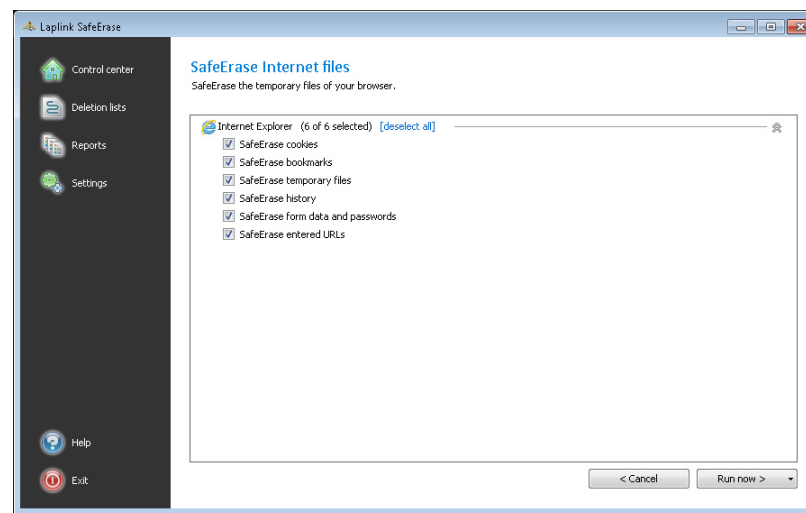 Laplink SafeErase
Control center
Deletion lists
Reports
Settings
Help
Exit
SafeErase Internet files
SafeErase the temporary files of your browser.
Internet Explorer (6 of 6 selected) [deselect all]
SafeErase cookies
SafeErase bookmarks
SafeErase temporary files
SafeErase history
SafeErase form data and passwords
SafeErase entered URLs
< Cancel
Run now >